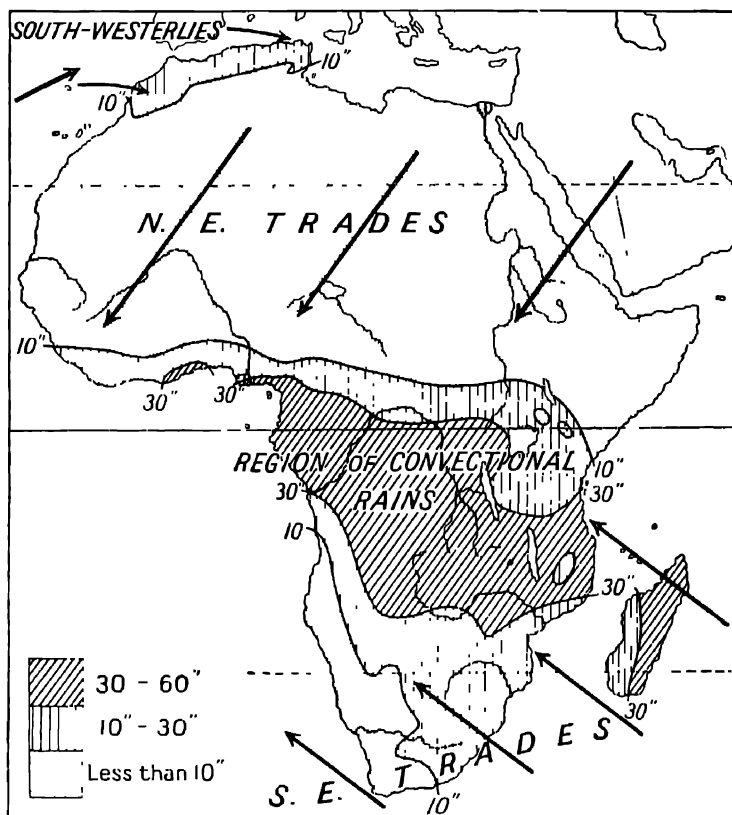 SOUTH-WESTERLIES
10"
10"
N. E. TRADES
10"
30"
30"
REGION OF CONVECTIONAL
RAINS
10"
30"
30
10
30"
30"
30 - 60"
10" - 30"
Less than 10"
S. E. TRADES
10"